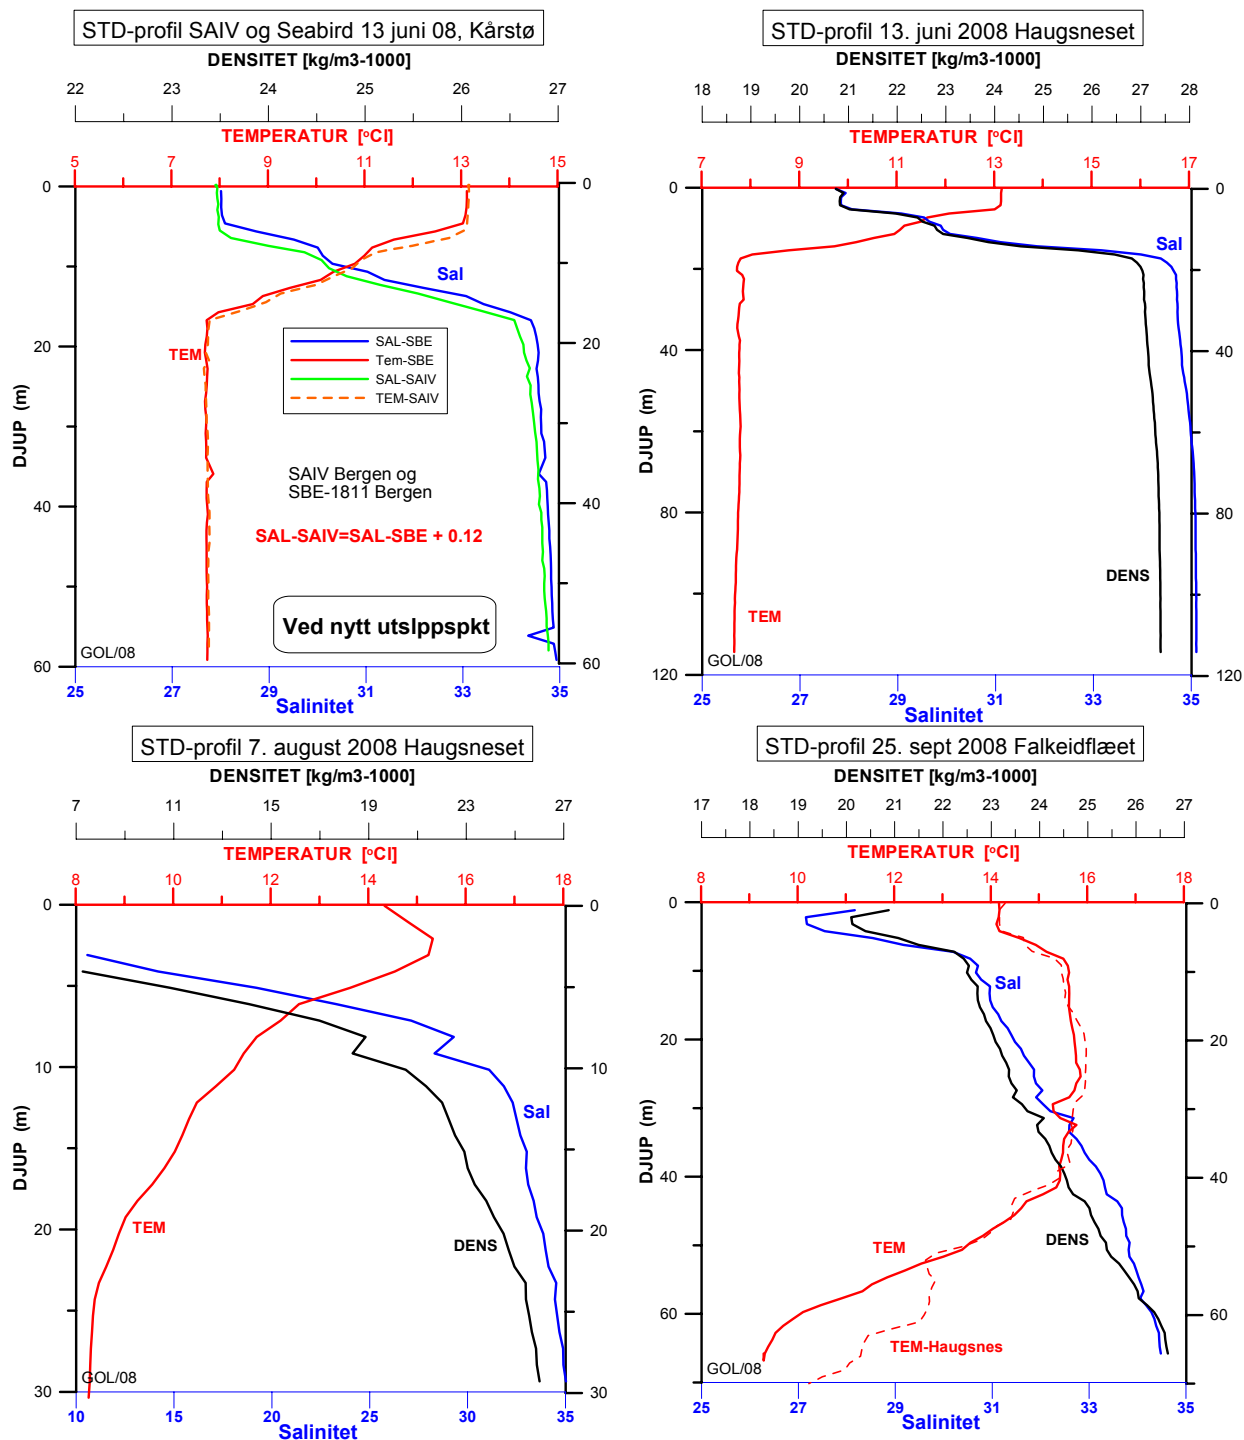 STD-profil SAIV og Seabird 13 juni 08, Kårstø
DENSITET [kg/m3-1000]
22 23 24 25 26 27
TEMPERATUR [ºCl]
5 7 9 11 13 15
0 0
Sal
SAL-SBE
Tem-SBE
SAL-SAIV
TEM-SAIV
TEM
20 20
DJUP (m)
SAIV Bergen og
SBE-1811 Bergen
40 40
SAL-SAIV=SAL-SBE + 0.12
Ved nytt utslppspkt
GOL/08
60 60
25 27 29 31 33 35
Salinitet
STD-profil 13. juni 2008 Haugsneset
DENSITET [kg/m3-1000]
18 19 20 21 22 23 24 25 26 27 28
TEMPERATUR [ºCl]
7 9 11 13 15 17
0 0
Sal
40 40
DJUP (m)
80 80
DENS
TEM
GOL/08
120 120
25 27 29 31 33 35
Salinitet
STD-profil 7. august 2008 Haugsneset
DENSITET [kg/m3-1000]
7 11 15 19 23 27
TEMPERATUR [ºCl]
8 10 12 14 16 18
0 0
10 10
Sal
DJUP (m)
TEM
20 20
DENS
GOL/08
30 30
10 15 20 25 30 35
Salinitet
STD-profil 25. sept 2008 Falkeidflæet
DENSITET [kg/m3-1000]
17 18 19 20 21 22 23 24 25 26 27
TEMPERATUR [ºCl]
8 10 12 14 16 18
0 0
Sal
20 20
DJUP (m)
40 40
TEM
DENS
60 60
TEM-Haugsnes
GOL/08
25 27 29 31 33 35
Salinitet